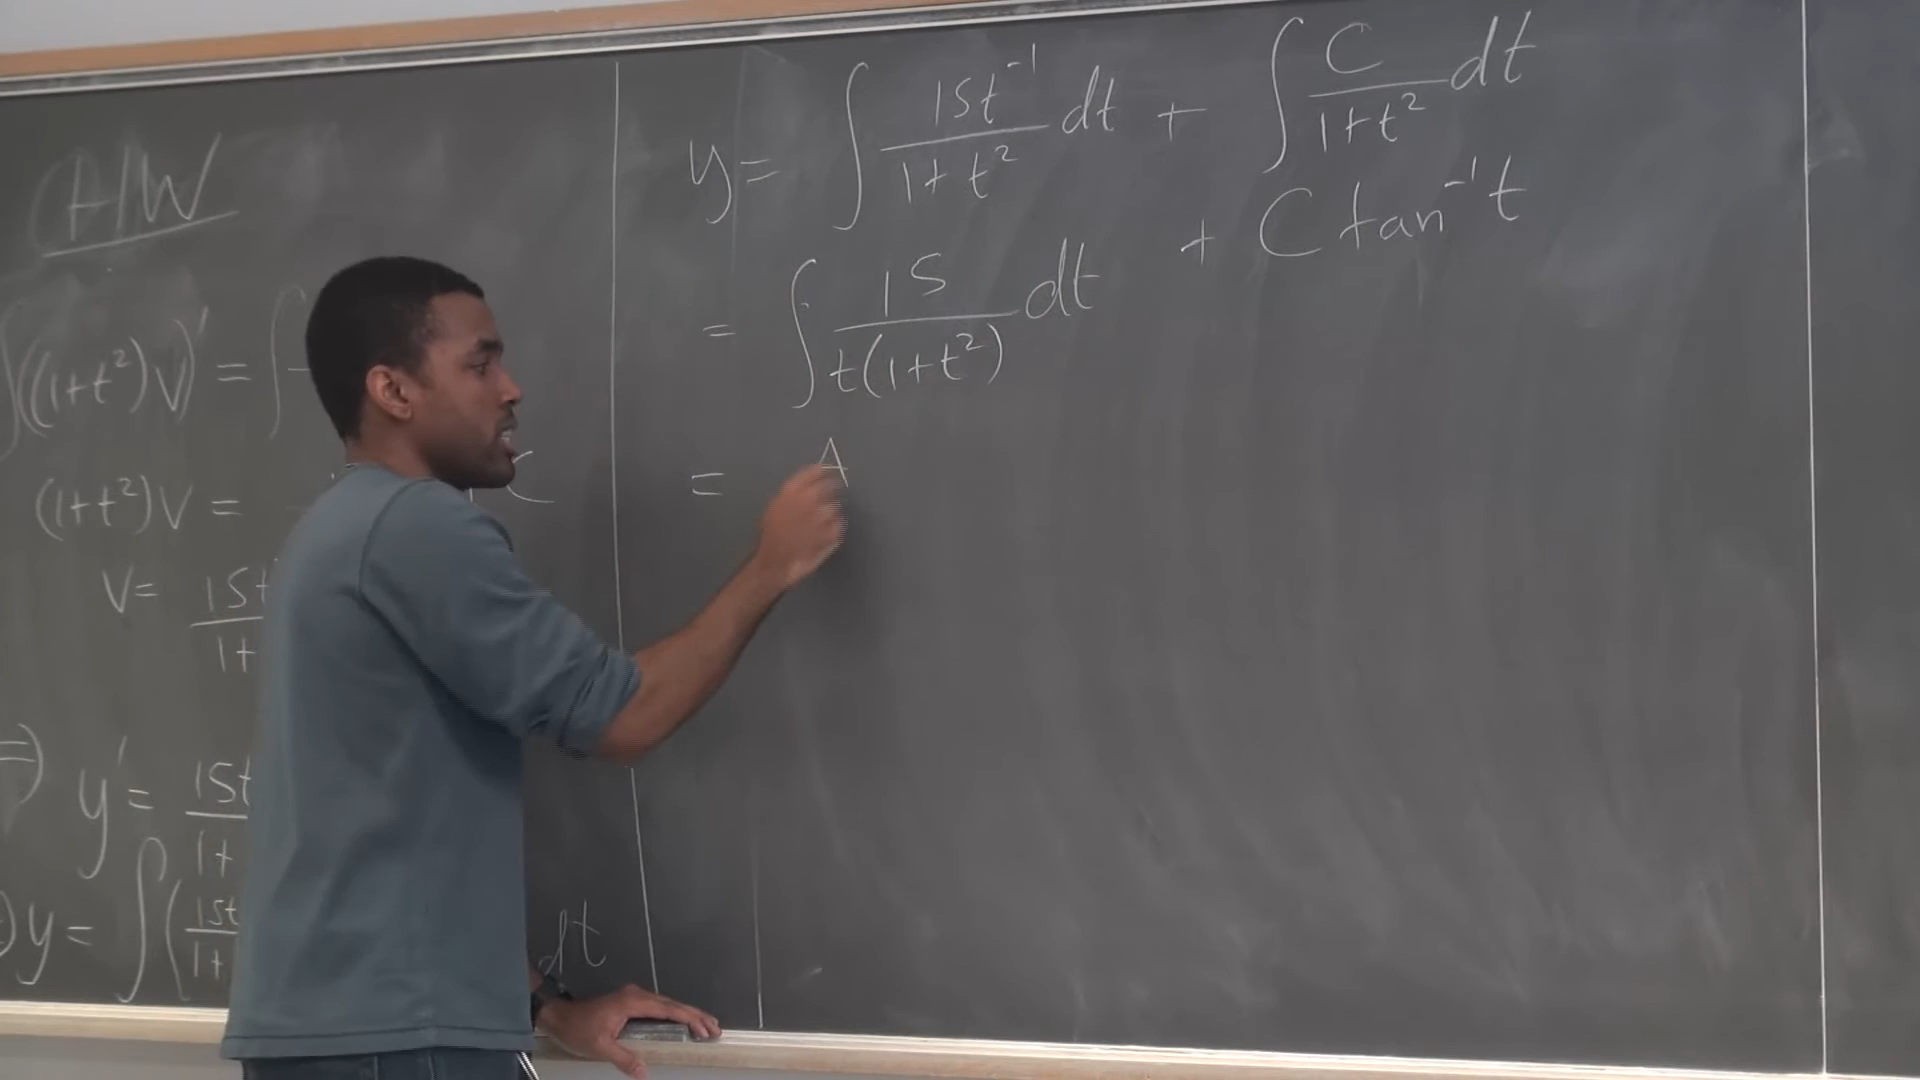 H/W
∫((1+t²)V)' = ∫
(1+t²)V =
V= 15t
1+
⇒ y' = 15t
1+
y= ∫(15t
1+
dt
y= ∫ 15t⁻¹/(1+t²) dt + ∫ C/(1+t²) dt
= ∫ 15/(t(1+t²)) dt + C tan⁻¹t
= A